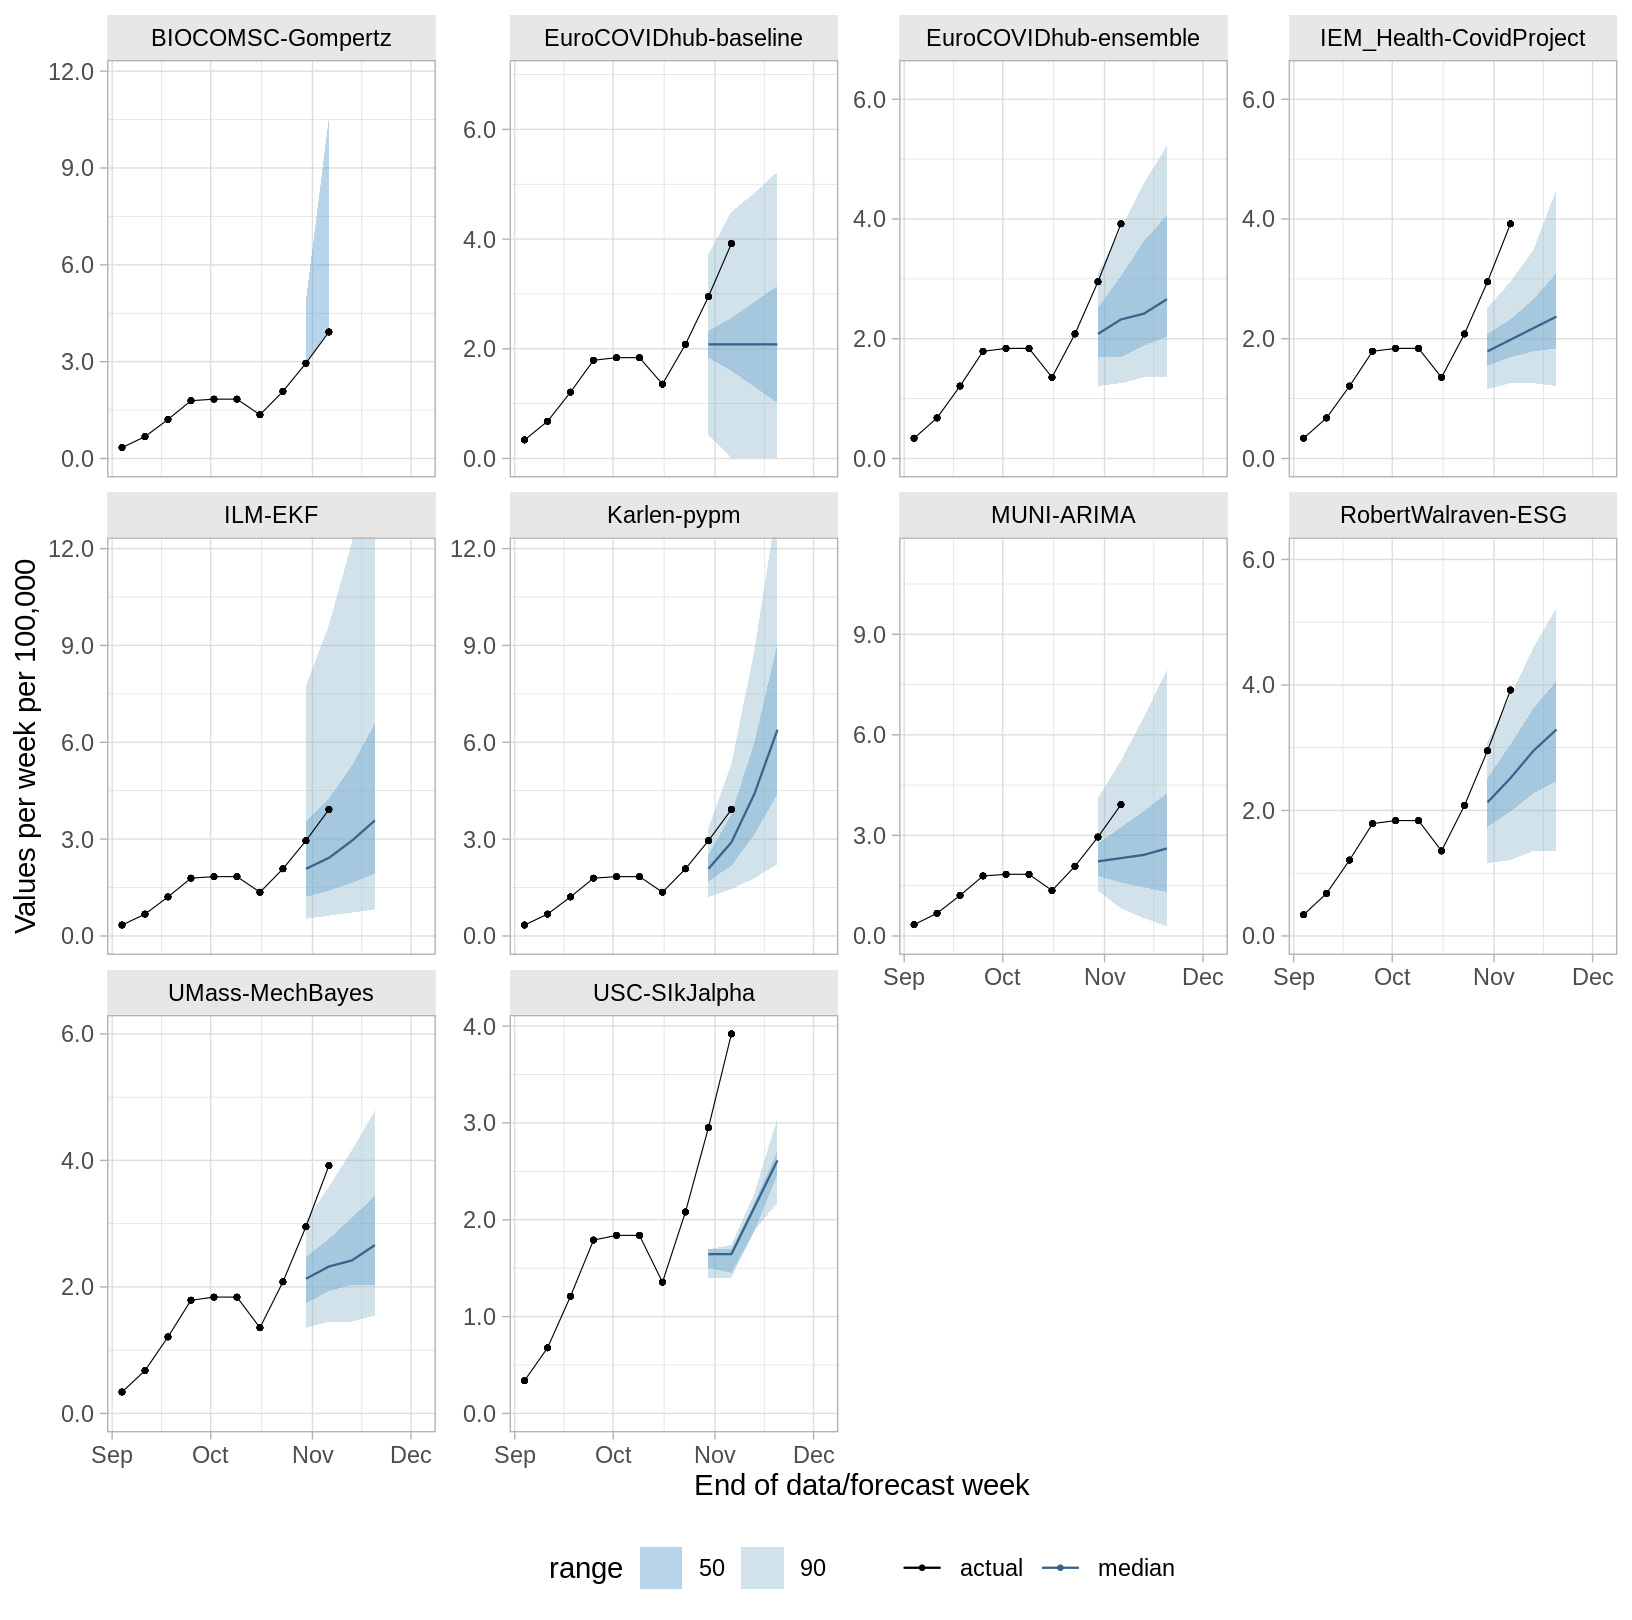 BIOCOMSC-Gompertz
EuroCOVIDhub-baseline
EuroCOVIDhub-ensemble
IEM_Health-CovidProject
12.0
9.0
6.0
3.0
0.0
6.0
4.0
2.0
0.0
6.0
4.0
2.0
0.0
6.0
4.0
2.0
0.0
ILM-EKF
Karlen-pypm
MUNI-ARIMA
RobertWalraven-ESG
Values per week per 100,000
12.0
9.0
6.0
3.0
0.0
12.0
9.0
6.0
3.0
0.0
9.0
6.0
3.0
0.0
6.0
4.0
2.0
0.0
Sep Oct Nov Dec
Sep Oct Nov Dec
UMass-MechBayes
USC-SIkJalpha
6.0
4.0
2.0
0.0
4.0
3.0
2.0
1.0
0.0
Sep Oct Nov Dec
Sep Oct Nov Dec
End of data/forecast week
range 50 90 actual median